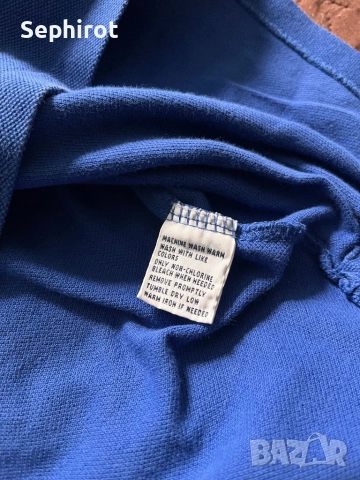 Sephirot
MACHINE WASH WARM
WASH WITH LIKE
COLORS
ONLY NON-CHLORINE
BLEACH WHEN NEEDED
REMOVE PROMPTLY
TUMBLE DRY LOW
WARM IRON IF NEEDED
BAZAR